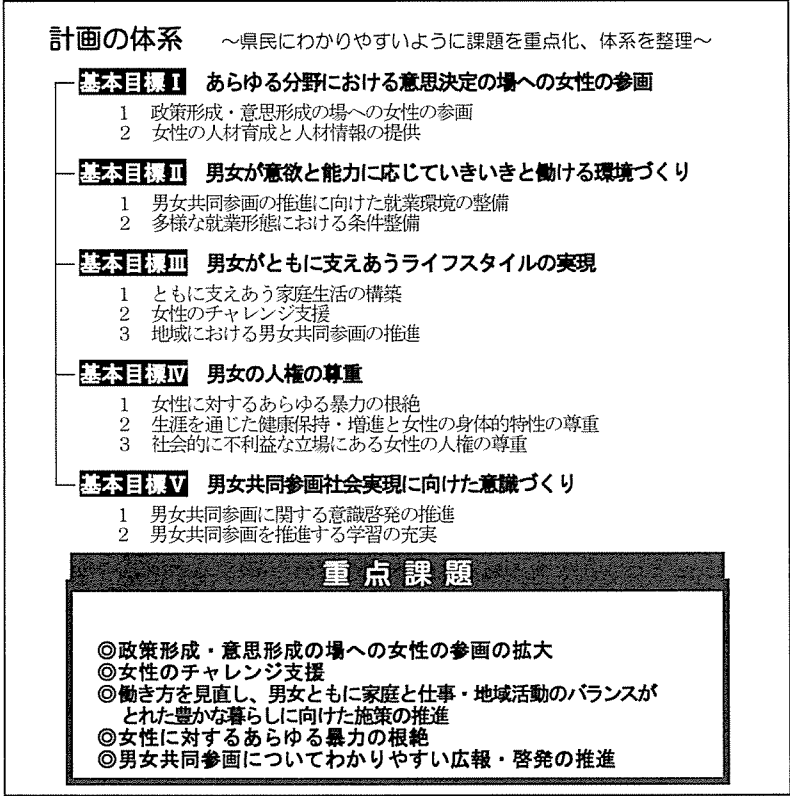 計画の体系 ～県民にわかりやすいように課題を重点化、体系を整理～
基本目標Ⅰ あらゆる分野における意思決定の場への女性の参画
1 政策形成・意思形成の場への女性の参画
2 女性の人材育成と人材情報の提供
基本目標Ⅱ 男女が意欲と能力に応じていきいきと働ける環境づくり
1 男女共同参画の推進に向けた就業環境の整備
2 多様な就業形態における条件整備
基本目標Ⅲ 男女がともに支えあうライフスタイルの実現
1 ともに支えあう家庭生活の構築
2 女性のチャレンジ支援
3 地域における男女共同参画の推進
基本目標Ⅳ 男女の人権の尊重
1 女性に対するあらゆる暴力の根絶
2 生涯を通じた健康保持・増進と女性の身体的特性の尊重
3 社会的に不利益な立場にある女性の人権の尊重
基本目標Ⅴ 男女共同参画社会実現に向けた意識づくり
1 男女共同参画に関する意識啓発の推進
2 男女共同参画を推進する学習の充実
重点課題
◎政策形成・意思形成の場への女性の参画の拡大
◎女性のチャレンジ支援
◎働き方を見直し、男女ともに家庭と仕事・地域活動のバランスが
とれた豊かな暮らしに向けた施策の推進
◎女性に対するあらゆる暴力の根絶
◎男女共同参画についてわかりやすい広報・啓発の推進